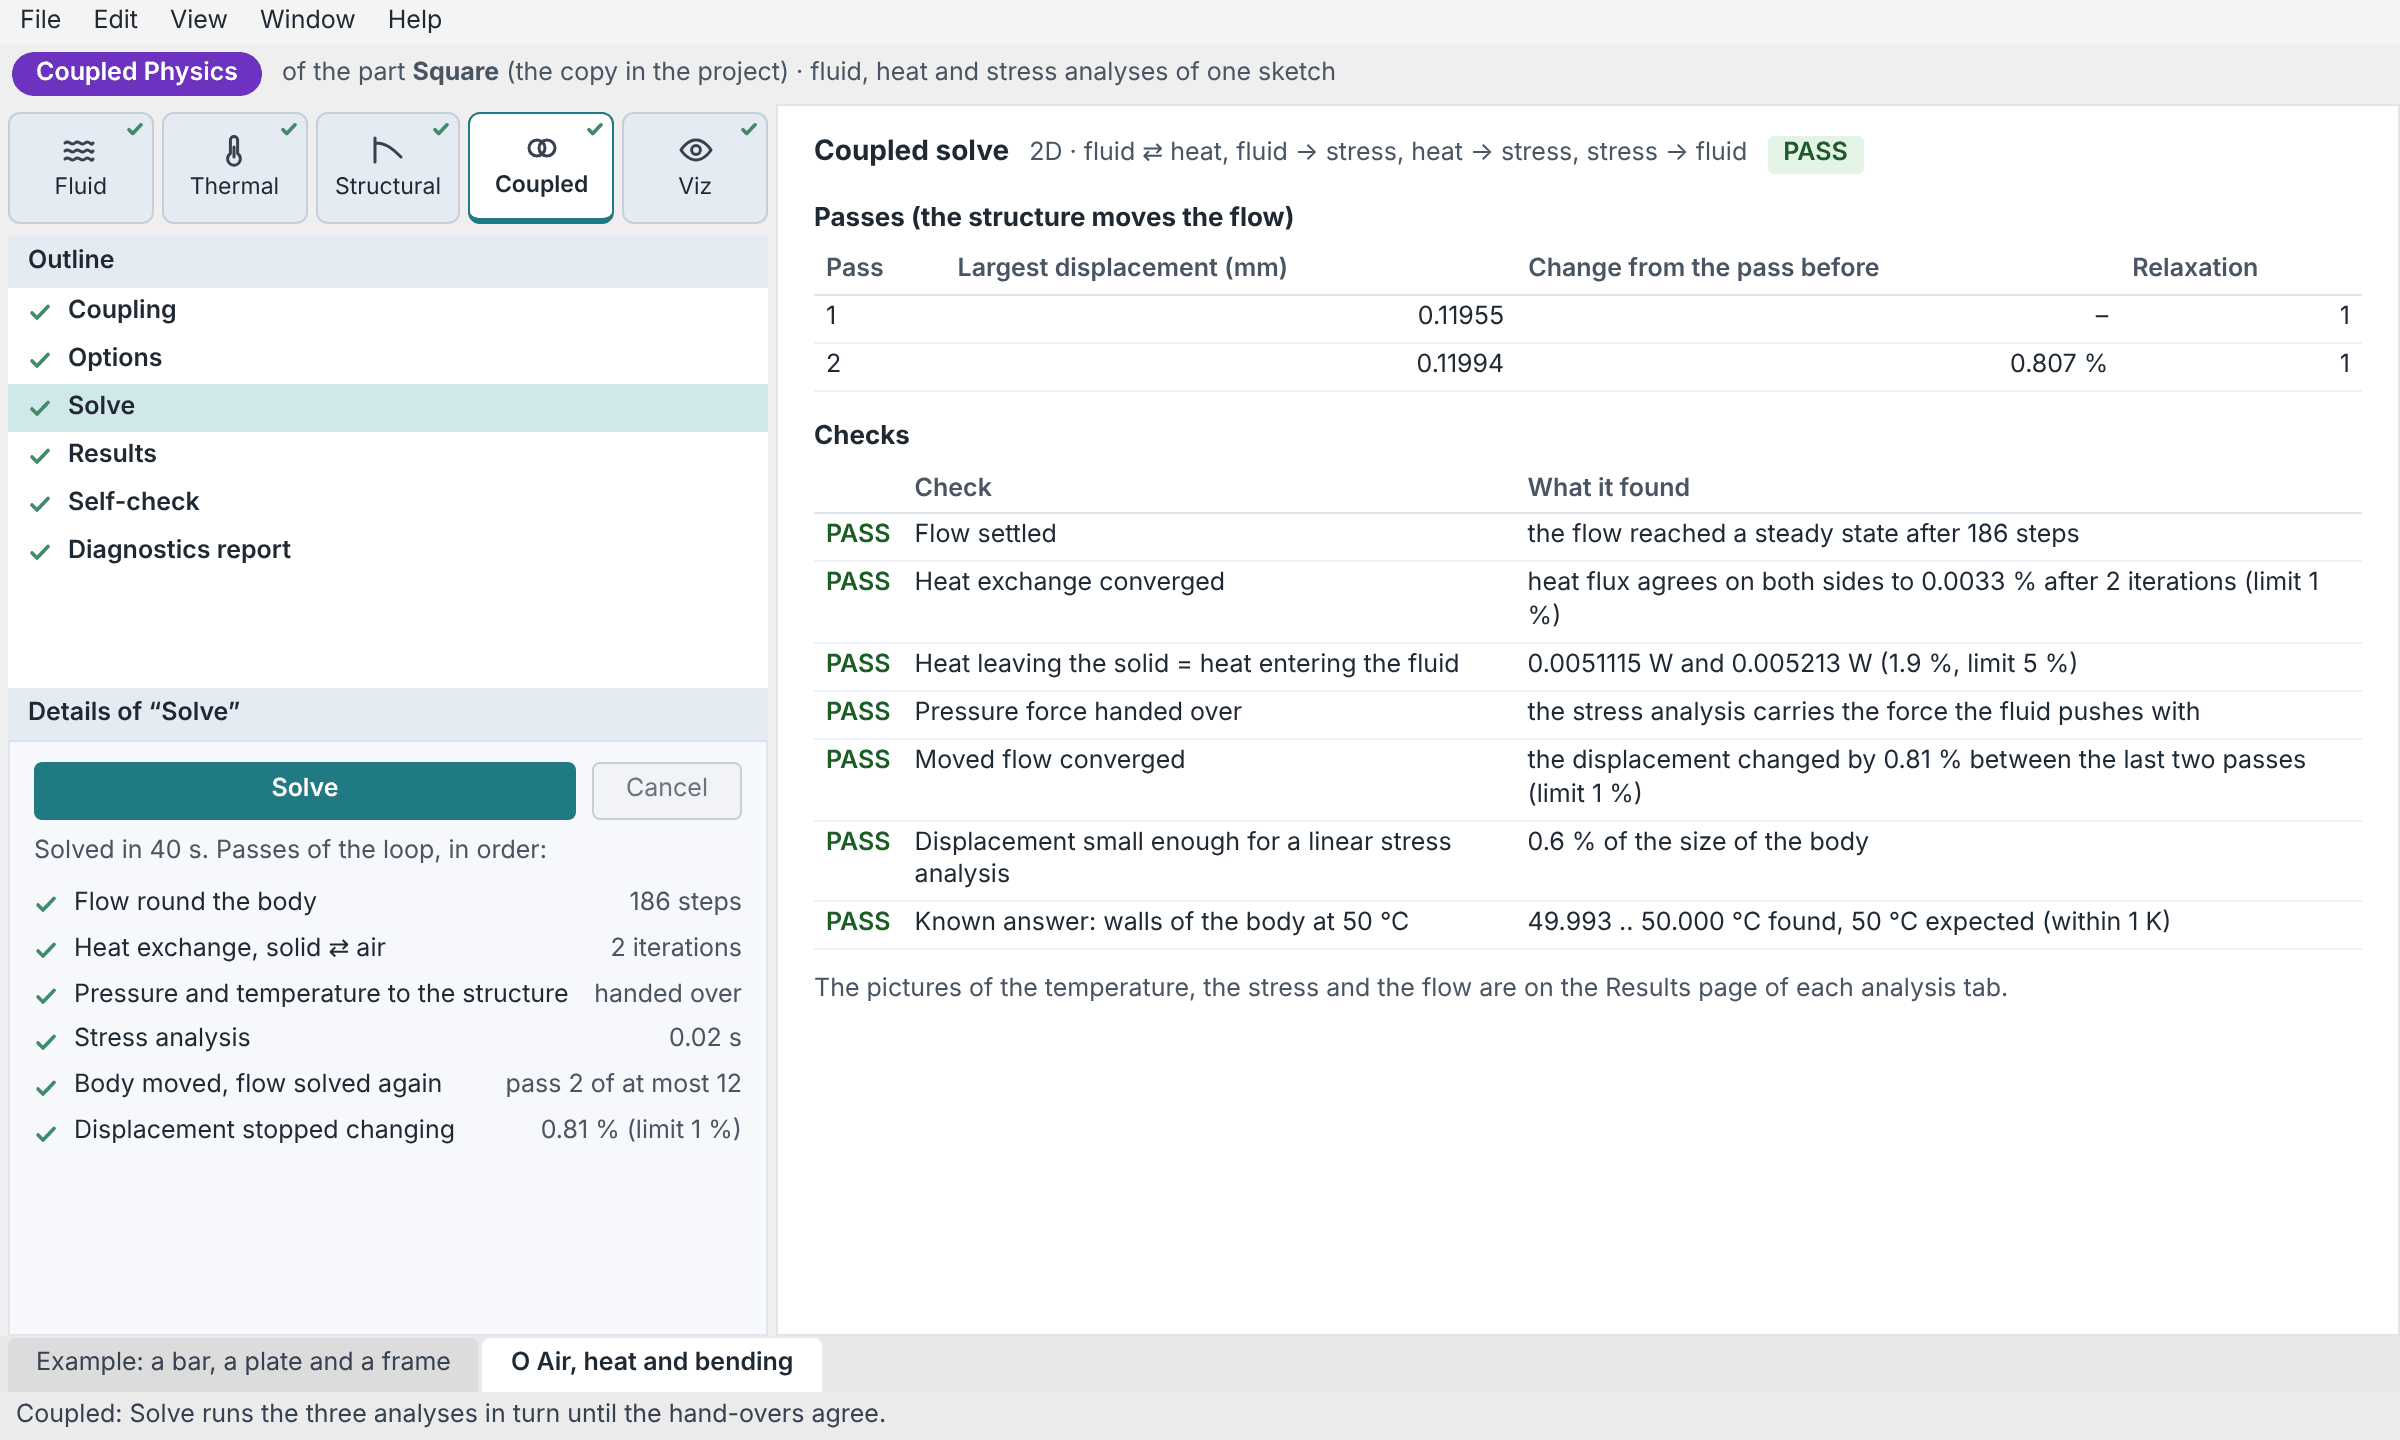 File Edit View Window Help
Coupled Physics of the part Square (the copy in the project) · fluid, heat and stress analyses of one sketch
Fluid Thermal Structural Coupled Viz
Outline
Coupling
Options
Solve
Results
Self-check
Diagnostics report
Details of “Solve”
Solve Cancel
Solved in 40 s. Passes of the loop, in order:
Flow round the body 186 steps
Heat exchange, solid ⇄ air 2 iterations
Pressure and temperature to the structure handed over
Stress analysis 0.02 s
Body moved, flow solved again pass 2 of at most 12
Displacement stopped changing 0.81 % (limit 1 %)
Coupled solve 2D · fluid ⇄ heat, fluid → stress, heat → stress, stress → fluid PASS
Passes (the structure moves the flow)
Pass Largest displacement (mm) Change from the pass before Relaxation
1 0.11955 – 1
2 0.11994 0.807 % 1
Checks
Check What it found
PASS Flow settled the flow reached a steady state after 186 steps
PASS Heat exchange converged heat flux agrees on both sides to 0.0033 % after 2 iterations (limit 1
%)
PASS Heat leaving the solid = heat entering the fluid 0.0051115 W and 0.005213 W (1.9 %, limit 5 %)
PASS Pressure force handed over the stress analysis carries the force the fluid pushes with
PASS Moved flow converged the displacement changed by 0.81 % between the last two passes
(limit 1 %)
PASS Displacement small enough for a linear stress 0.6 % of the size of the body
analysis
PASS Known answer: walls of the body at 50 °C 49.993 .. 50.000 °C found, 50 °C expected (within 1 K)
The pictures of the temperature, the stress and the flow are on the Results page of each analysis tab.
Example: a bar, a plate and a frame O Air, heat and bending
Coupled: Solve runs the three analyses in turn until the hand-overs agree.